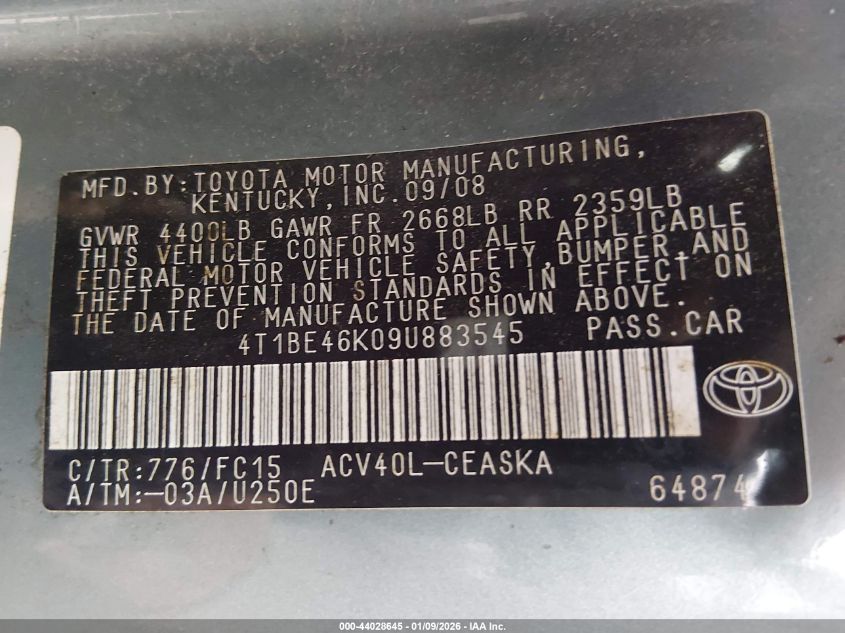 MFD. BY: TOYOTA MOTOR MANUFACTURING,
KENTUCKY, INC. 09/08
GVWR 4400LB GAWR FR 2668LB RR 2359LB
THIS VEHICLE CONFORMS TO ALL APPLICABLE
FEDERAL MOTOR VEHICLE SAFETY,BUMPER,AND
THEFT PREVENTION STANDARDS IN EFFECT ON
THE DATE OF MANUFACTURE SHOWN ABOVE.
4T1BE46K09U883545 PASS.CAR
C/TR:776/FC15 ACV40L-CEASKA
A/TM:-03A/U250E 64874
000-44028645 - 01/09/2026 - IAA Inc.